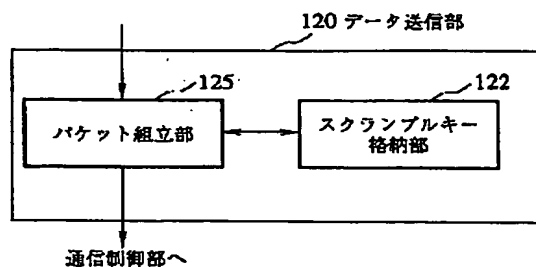 120 データ送信部
125
122
パケット組立部
スクランブルキー
格納部
通信制御部へ